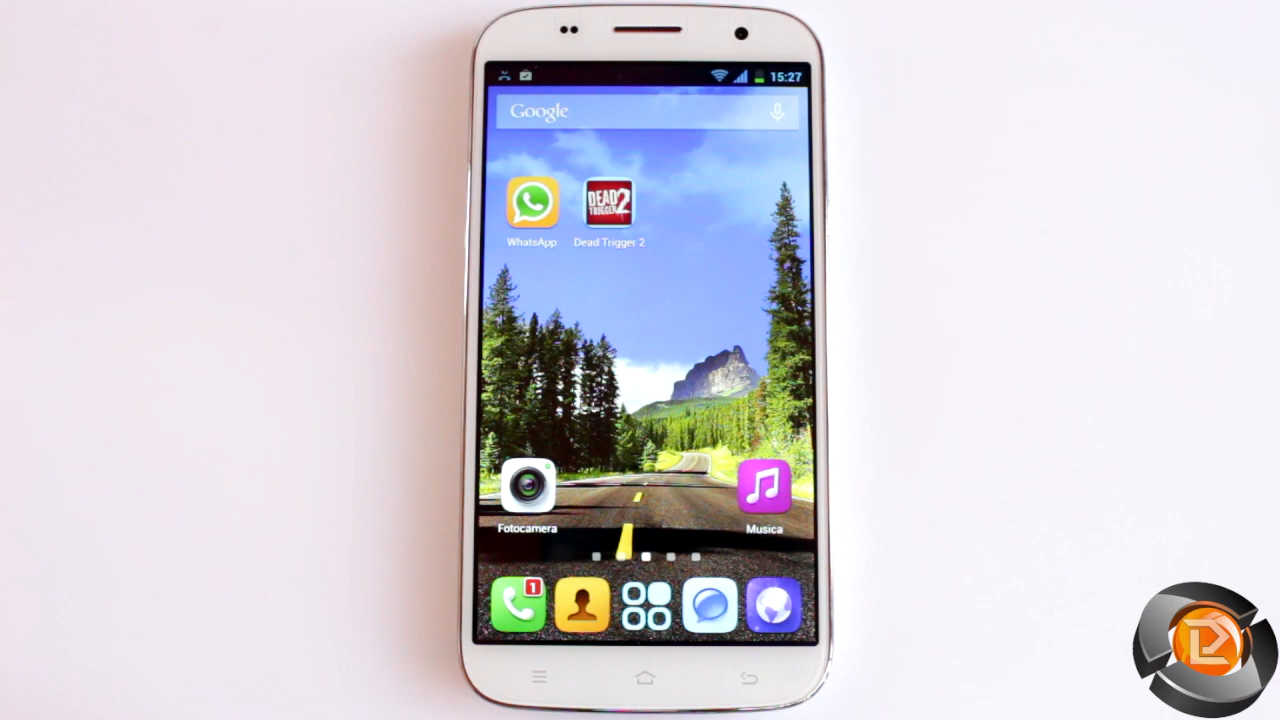 15:27
Google
DEAD
TRIGGER 2
WhatsApp Dead Trigger 2
Fotocamera Musica
1